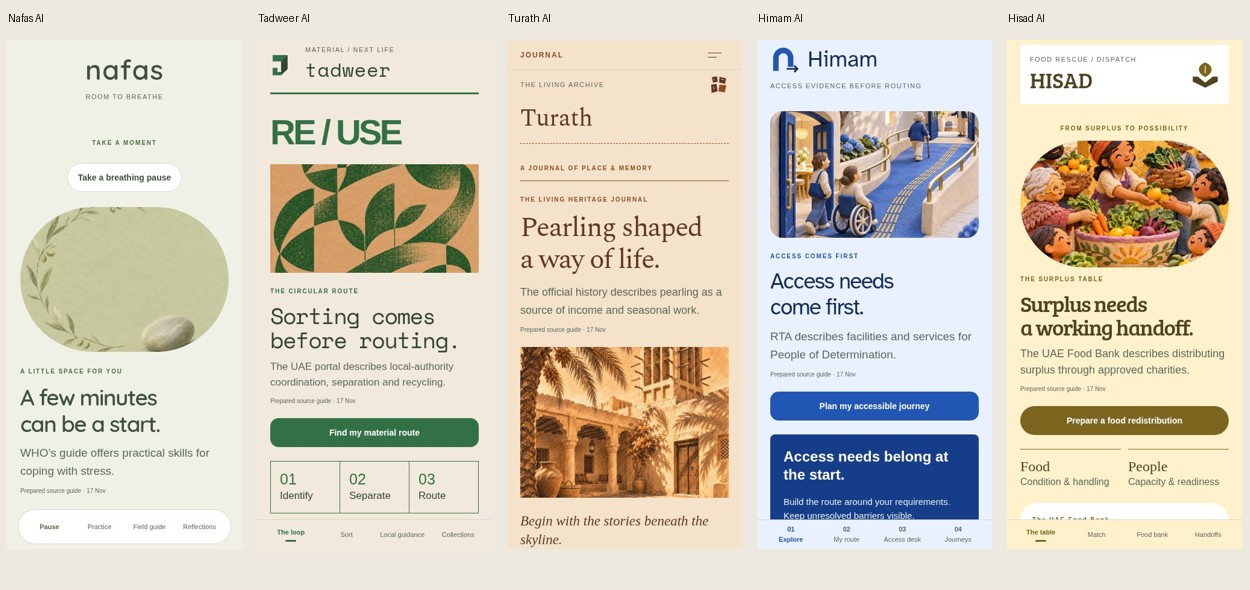 Nafas AI
nafas
ROOM TO BREATHE
TAKE A MOMENT
Take a breathing pause
A LITTLE SPACE FOR YOU
A few minutes
can be a start.
WHO's guide offers practical skills for
coping with stress.
Prepared source guide · 17 Nov
Pause Practice Field guide Reflections
Tadweer AI
MATERIAL / NEXT LIFE
tadweer
RE / USE
THE CIRCULAR ROUTE
Sorting comes
before routing.
The UAE portal describes local-authority
coordination, separation and recycling.
Prepared source guide · 17 Nov
Find my material route
01 02 03
Identify Separate Route
The loop Sort Local guidance Collections
Turath AI
JOURNAL
THE LIVING ARCHIVE
Turath
A JOURNAL OF PLACE & MEMORY
THE LIVING HERITAGE JOURNAL
Pearling shaped
a way of life.
The official history describes pearling as a
source of income and seasonal work.
Prepared source guide · 17 Nov
Begin with the stories beneath the
skyline.
Himam AI
Himam
ACCESS EVIDENCE BEFORE ROUTING
ACCESS COMES FIRST
Access needs
come first.
RTA describes facilities and services for
People of Determination.
Prepared source guide · 17 Nov
Plan my accessible journey
Access needs belong at
the start.
Build the route around your requirements.
Keep unresolved barriers visible.
01 02 03 04
Explore My route Access desk Journeys
Hisad AI
FOOD RESCUE / DISPATCH
HISAD
FROM SURPLUS TO POSSIBILITY
THE SURPLUS TABLE
Surplus needs
a working handoff.
The UAE Food Bank describes distributing
surplus through approved charities.
Prepared source guide · 17 Nov
Prepare a food redistribution
Food People
Condition & handling Capacity & readiness
The UAE Food Bank
The table Match Food bank Handoffs